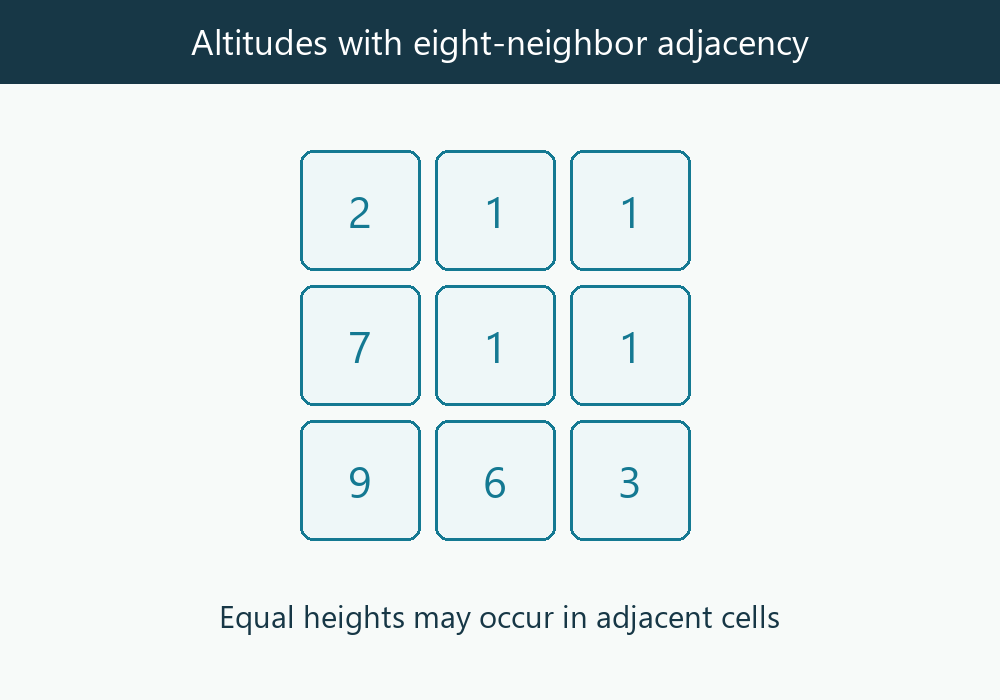 Altitudes with eight-neighbor adjacency
2 1 1
7 1 1
9 6 3
Equal heights may occur in adjacent cells